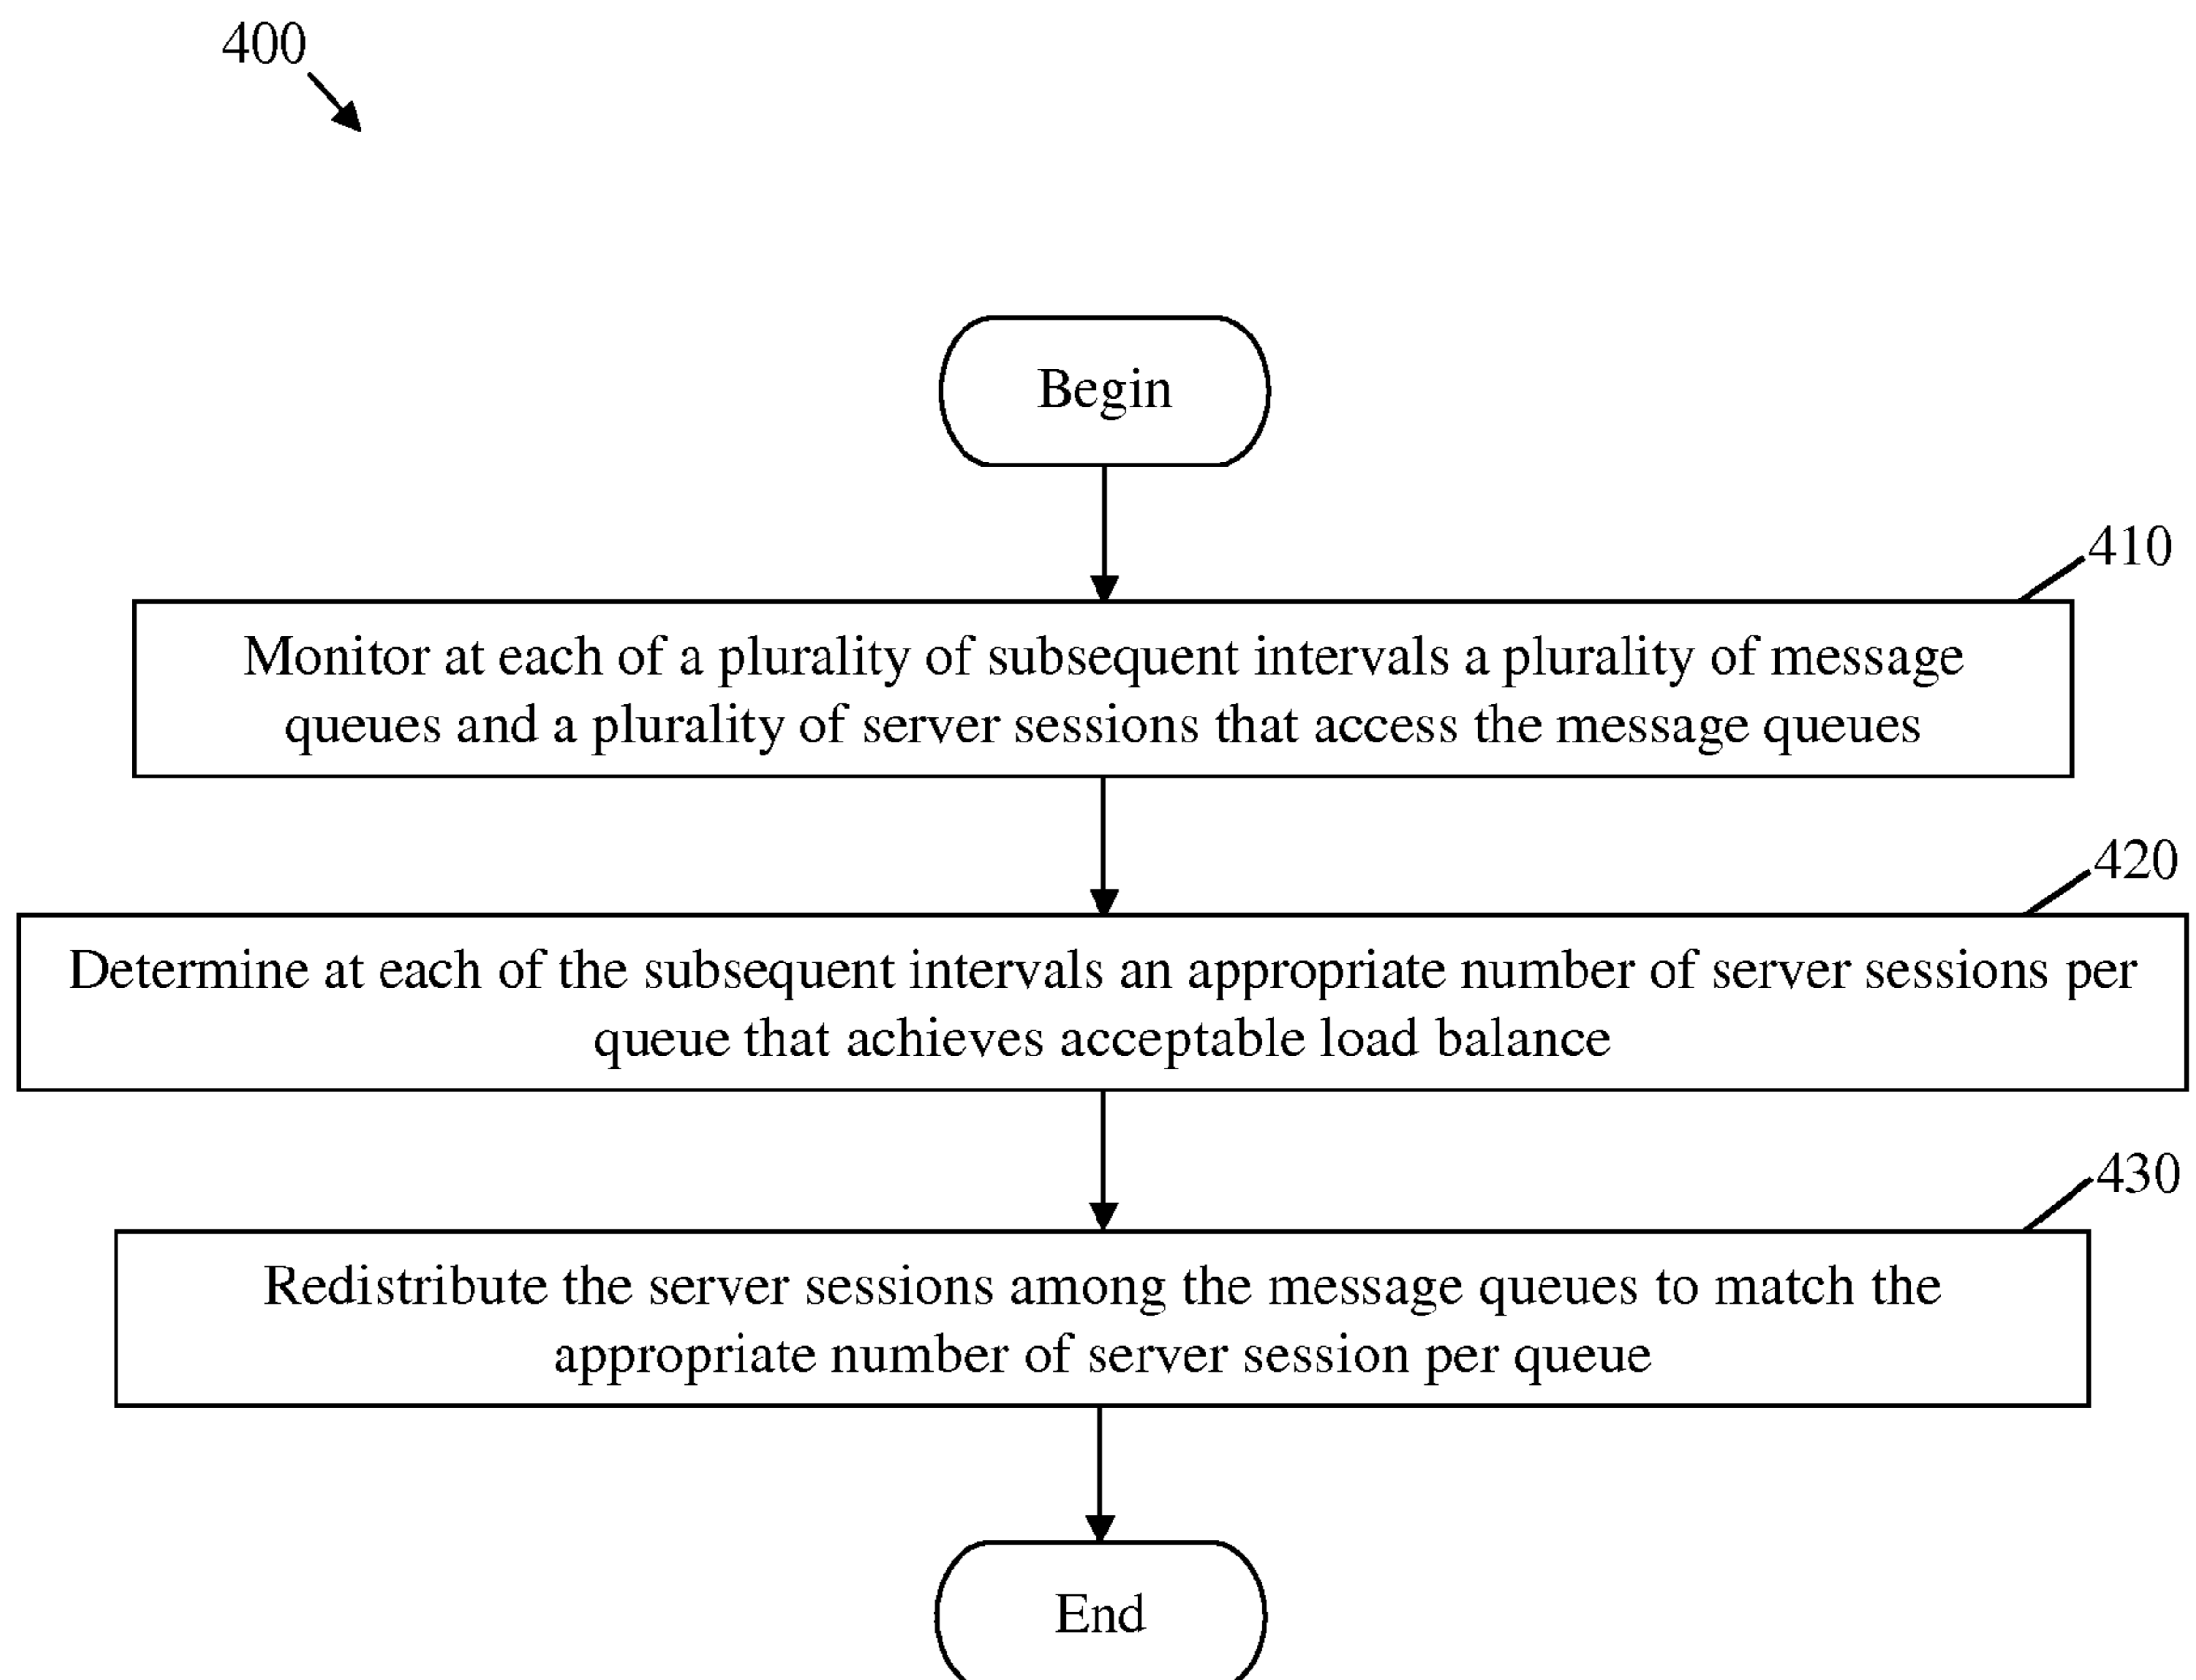 400
Begin
410
Monitor at each of a plurality of subsequent intervals a plurality of message
queues and a plurality of server sessions that access the message queues
420
Determine at each of the subsequent intervals an appropriate number of server sessions per
queue that achieves acceptable load balance
430
Redistribute the server sessions among the message queues to match the
appropriate number of server session per queue
End